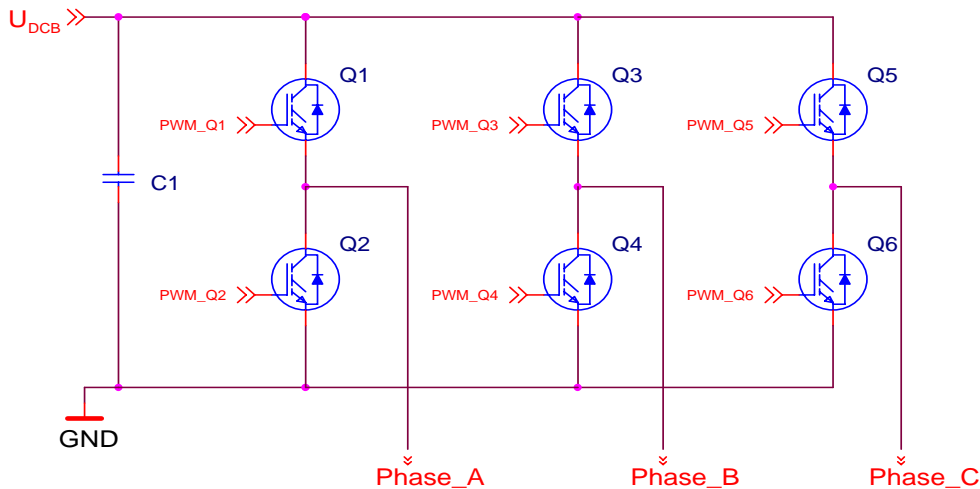 U_DCB
Q1
Q3
Q5
PWM_Q1
PWM_Q3
PWM_Q5
C1
Q2
Q4
Q6
PWM_Q2
PWM_Q4
PWM_Q6
GND
Phase_A
Phase_B
Phase_C